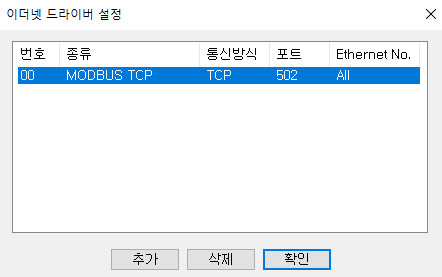 이더넷 드라이버 설정
번호 종류 통신방식 포트 Ethernet No.
00 MODBUS TCP TCP 502 All
추가 삭제 확인